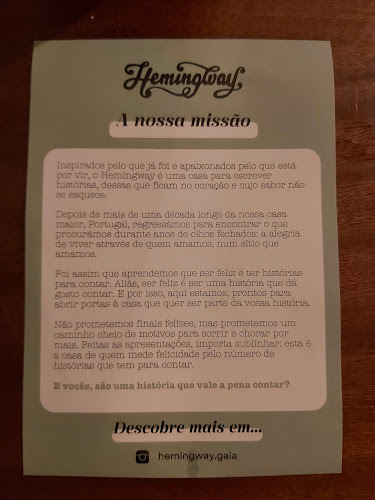 Hemingway
A nossa missão
Inspirados pelo que já foi e apaixonados pelo que está
por vir, o Hemingway é uma casa para escrever
histórias, dessas que ficam no coração e cujo sabor não
se esquece.
Depois de mais de uma década longe da nossa casa
maior, Portugal, regressámos para encontrar o que
procurámos durante anos de olhos fechados: a alegria
de viver através de quem amamos, num sítio que
amamos.
Foi assim que aprendemos que ser feliz é ter histórias
para contar. Aliás, ser feliz é ser uma história que dá
gosto contar. E por isso, aqui estamos, prontos para
abrir portas à casa que quer ser parte da vossa história.
Não prometemos finais felizes, mas prometemos um
caminho cheio de motivos para sorrir e chorar por
mais. Feitas as apresentações, importa sublinhar: esta é
a casa de quem mede felicidade pelo número de
histórias que tem para contar.
E vocês, são uma história que vale a pena contar?
Descobre mais em...
hemingway.gaia